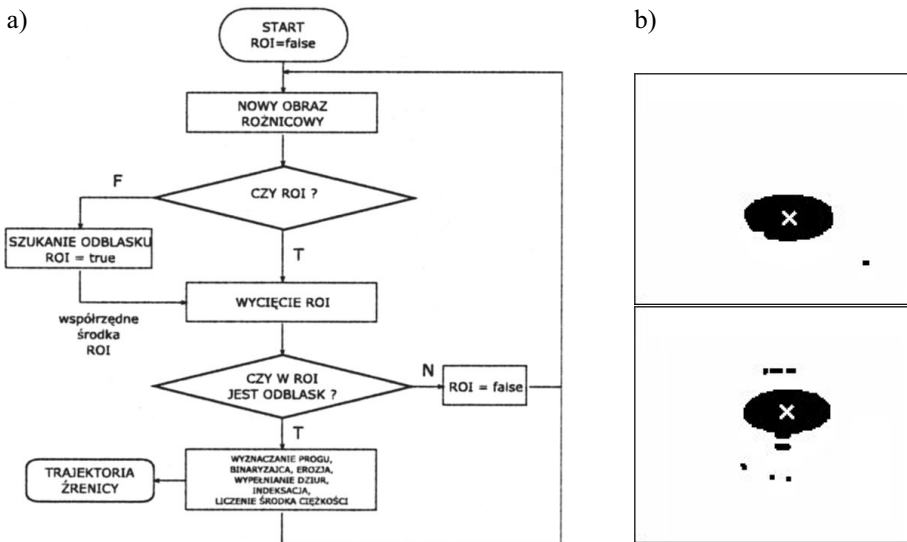 a)
b)
START
ROI=false
NOWY OBRAZ
ROŻNICOWY
CZY ROI ?
F
SZUKANIE ODBLASKU
ROI = true
T
WYCIĘCIE ROI
współrzędne
środka
ROI
CZY W ROI
JEST ODBLASK ?
N
ROI = false
T
WYZNACZANIE PROGU,
BINARYZAJCA, EROZJA,
WYPEŁNIANIE DZIUR,
INDEKSACJA,
LICZENIE ŚRODKA CIĘŻKOŚCI
TRAJEKTORIA
ŹRENICY